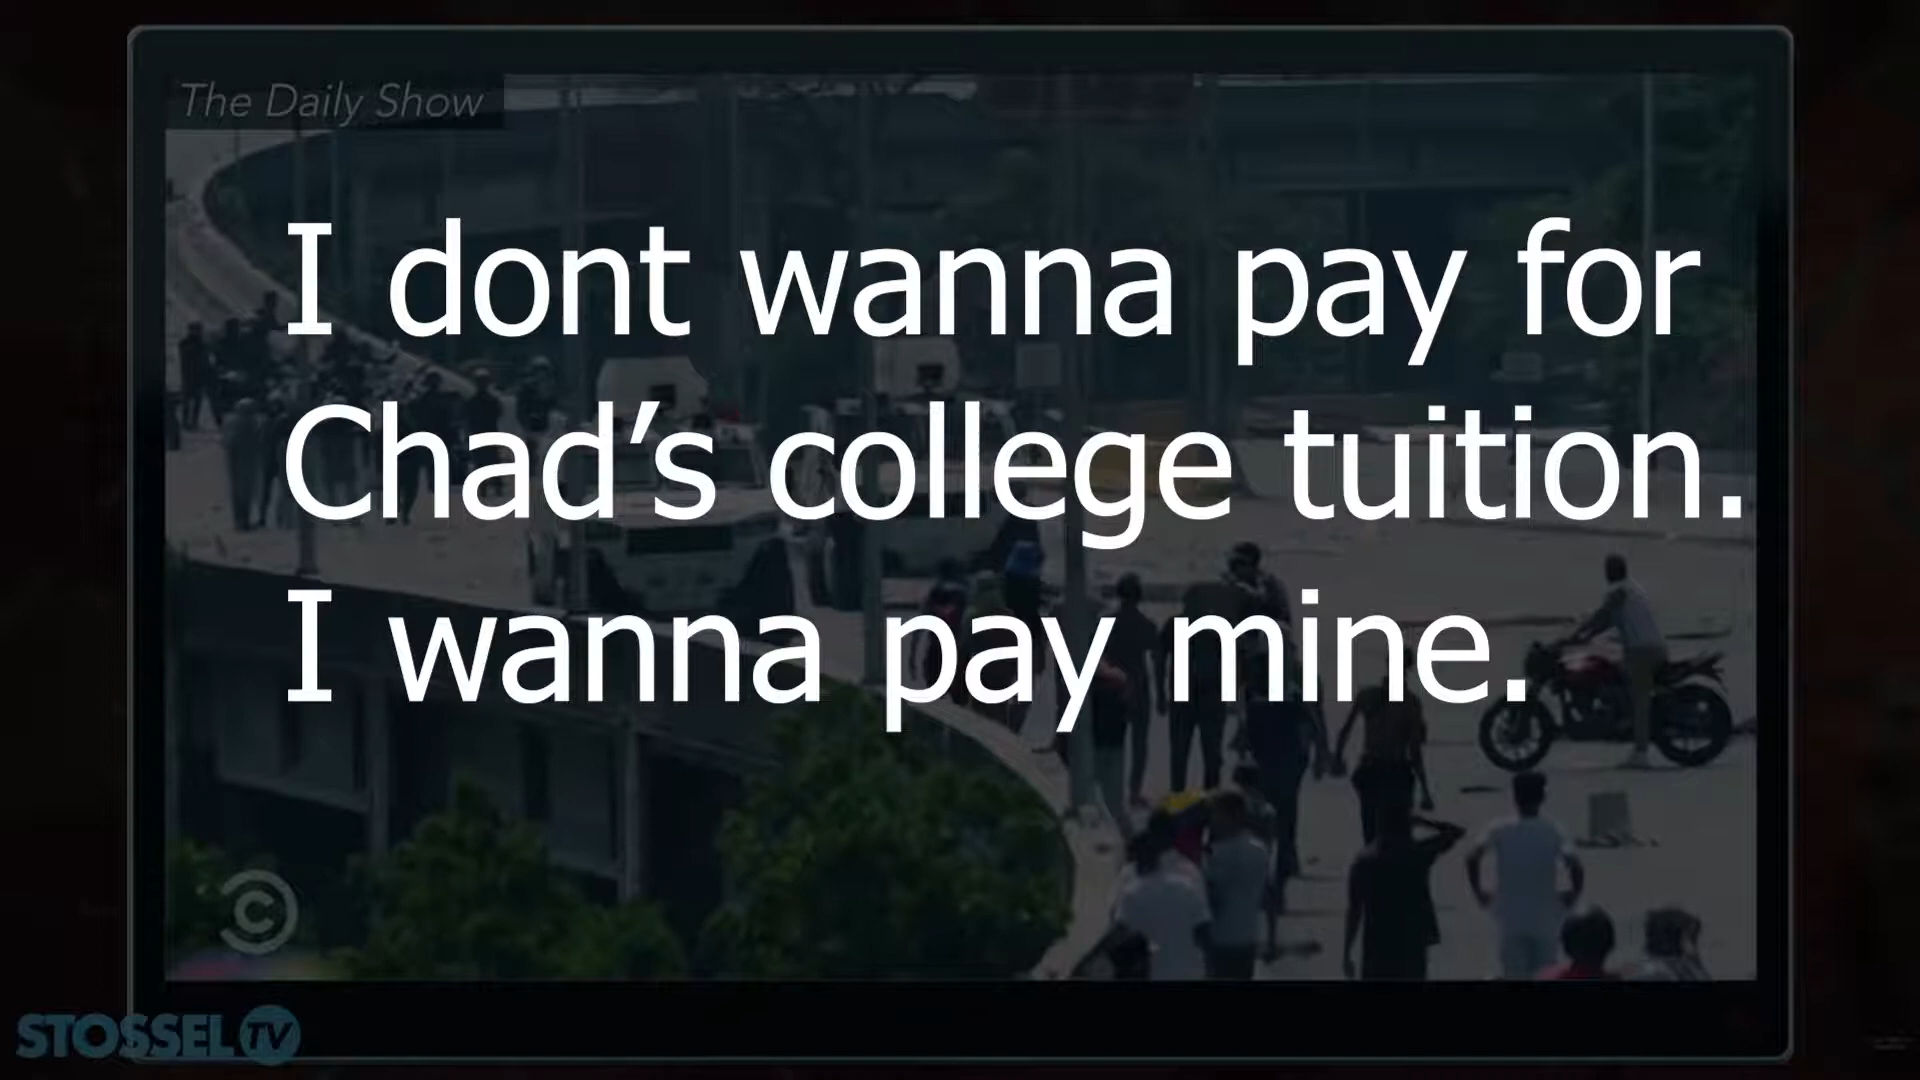 The Daily Show
I dont wanna pay for
Chad’s college tuition.
I wanna pay mine.
STOSSEL TV